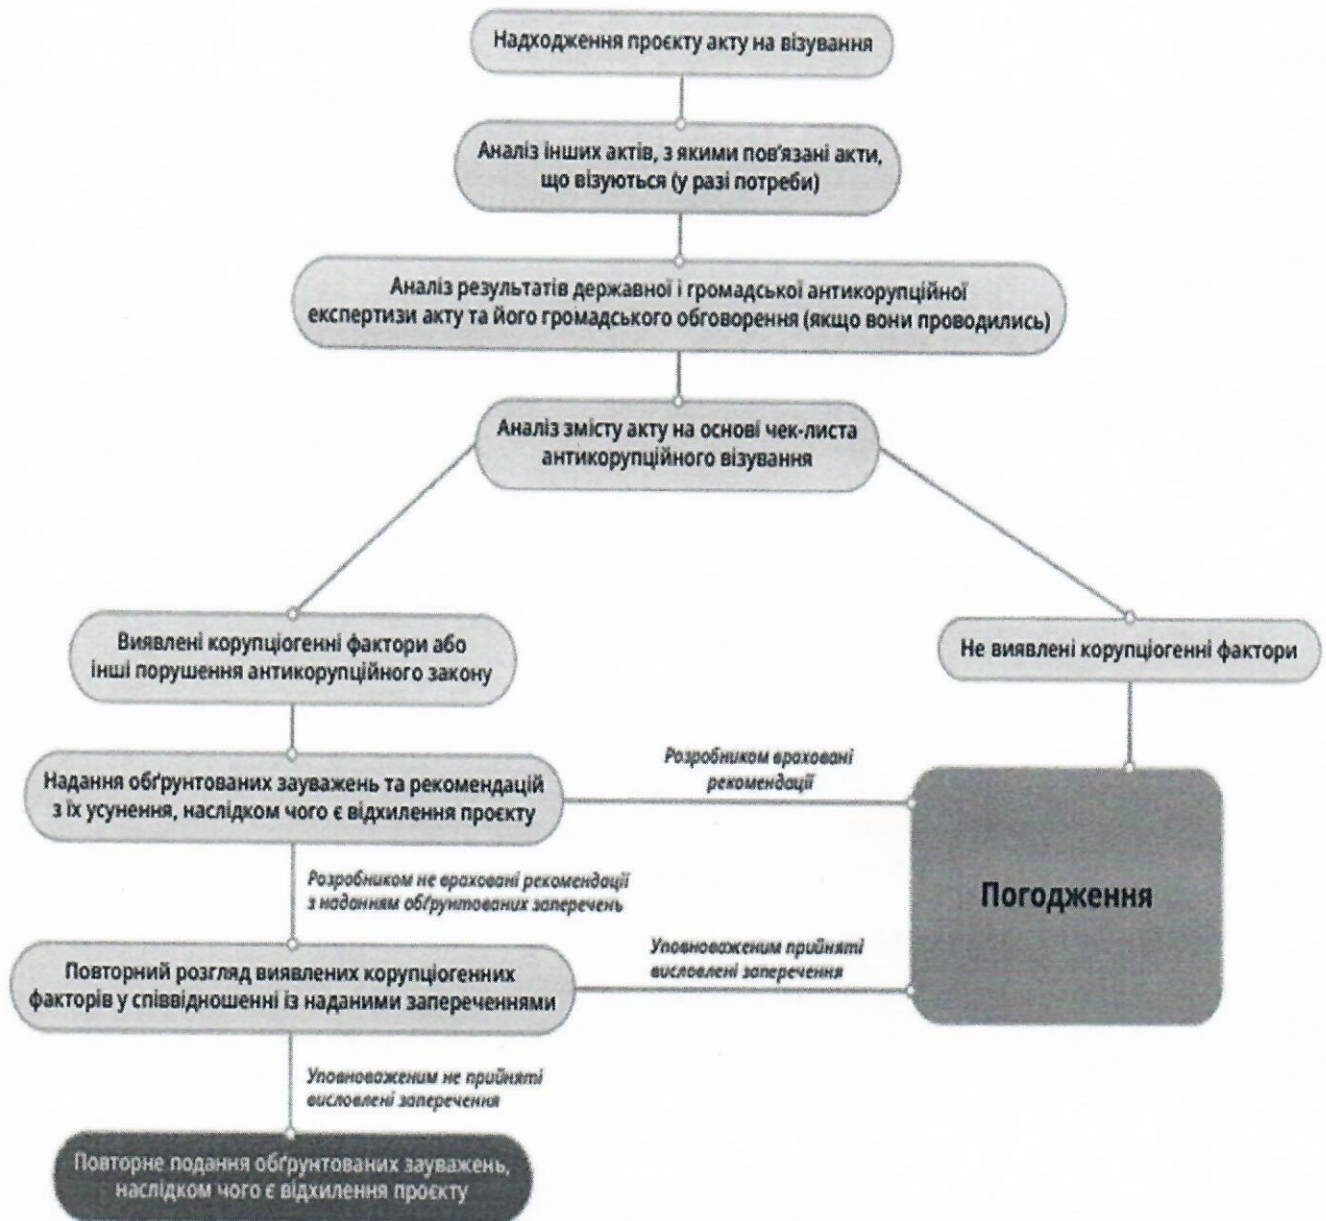 Надходження проєкту акту на візування
Аналіз інших актів, з якими пов'язані акти,
що візуються (у разі потреби)
Аналіз результатів державної і громадської антикорупційної
експертизи акту та його громадського обговорення (якщо вони проводились)
Аналіз змісту акту на основі чек-листа
антикорупційного візування
Виявлені корупціогенні фактори або
інші порушення антикорупційного закону
Не виявлені корупціогенні фактори
Надання обґрунтованих зауважень та рекомендацій
з їх усунення, наслідком чого є відхилення проєкту
Розробником враховані
рекомендації
Погодження
Розробником не враховані рекомендації
з наданням обґрунтованих заперечень
Повторний розгляд виявлених корупціогенних
факторів у співвідношенні із наданими запереченнями
Уповноваженим прийняті
висловлені заперечення
Уповноваженим не прийняті
висловлені заперечення
Повторне подання обґрунтованих зауважень,
наслідком чого є відхилення проєкту